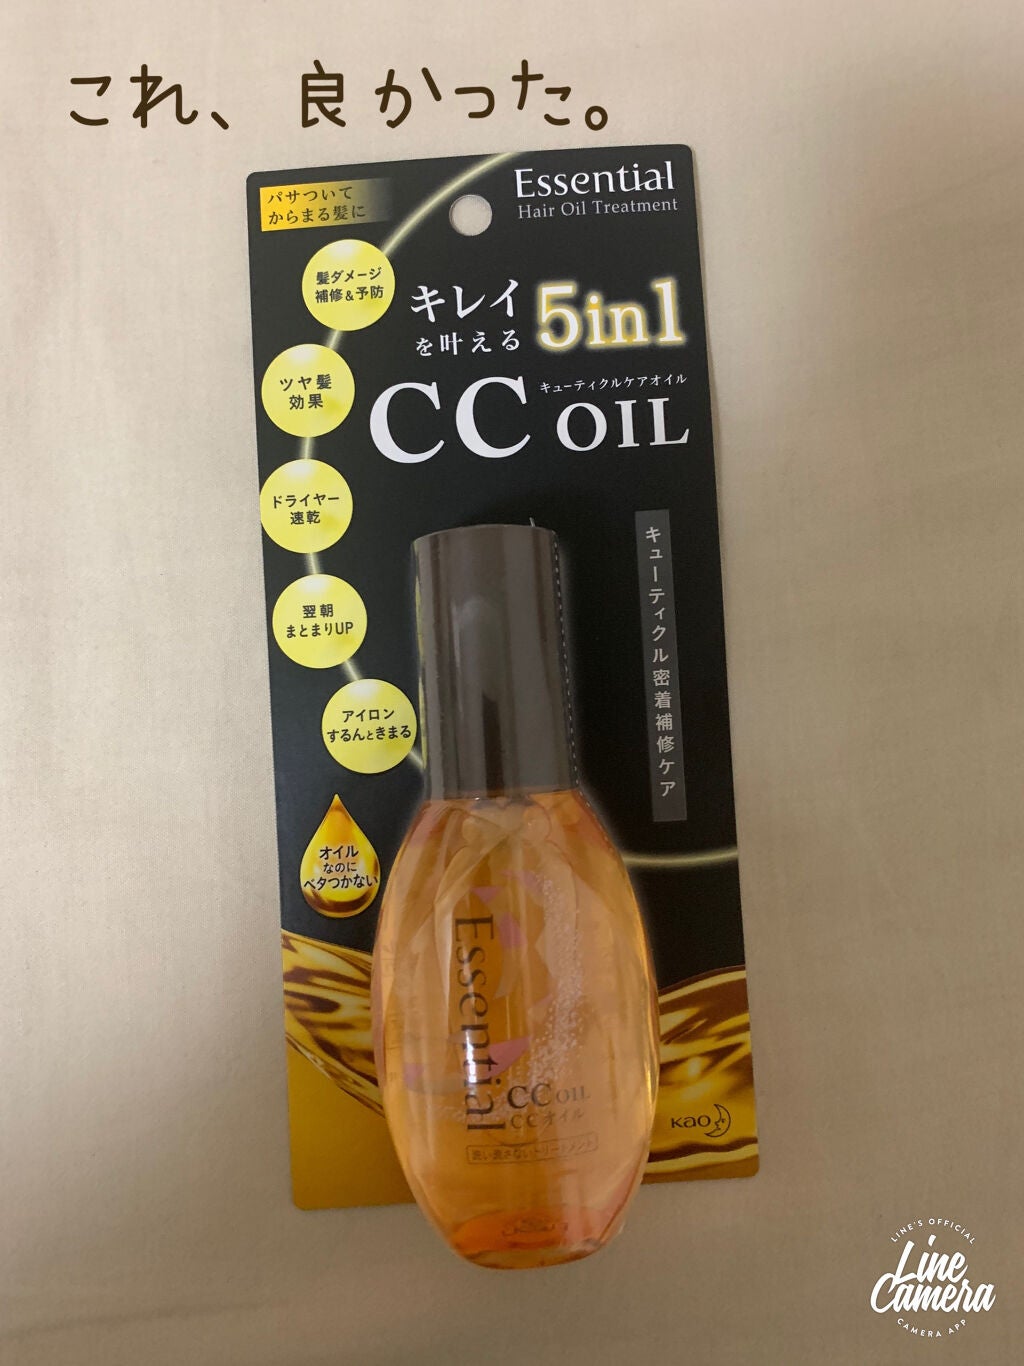 これ、良かった。
パサついて
からまる髪に
Essential
Hair Oil Treatment
髪ダメージ
補修&予防
キレイ
を叶える
5in1
ツヤ髪
効果
キューティクルケアオイル
CC OIL
ドライヤー
速乾
キューティクル密着補修ケア
翌朝
まとまりUP
アイロン
するんときまる
オイル
なのに
ベタつかない
Essential
CC OIL
CCオイル
洗い流さないトリートメント
Kao
LINE'S OFFICIAL
Line
Camera
CAMERA APP